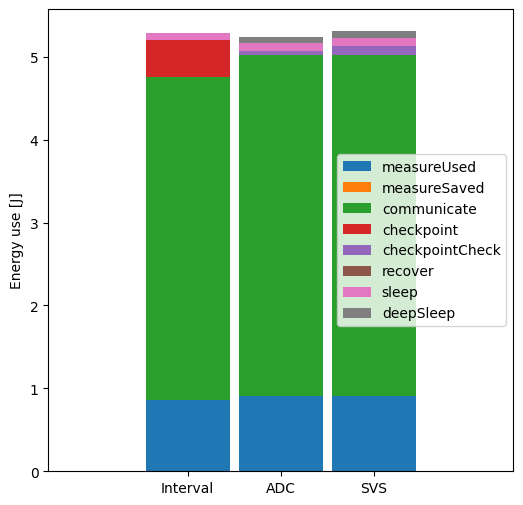 Energy use [J]
5
4
3
2
1
0
measureUsed
measureSaved
communicate
checkpoint
checkpointCheck
recover
sleep
deepSleep
Interval ADC SVS